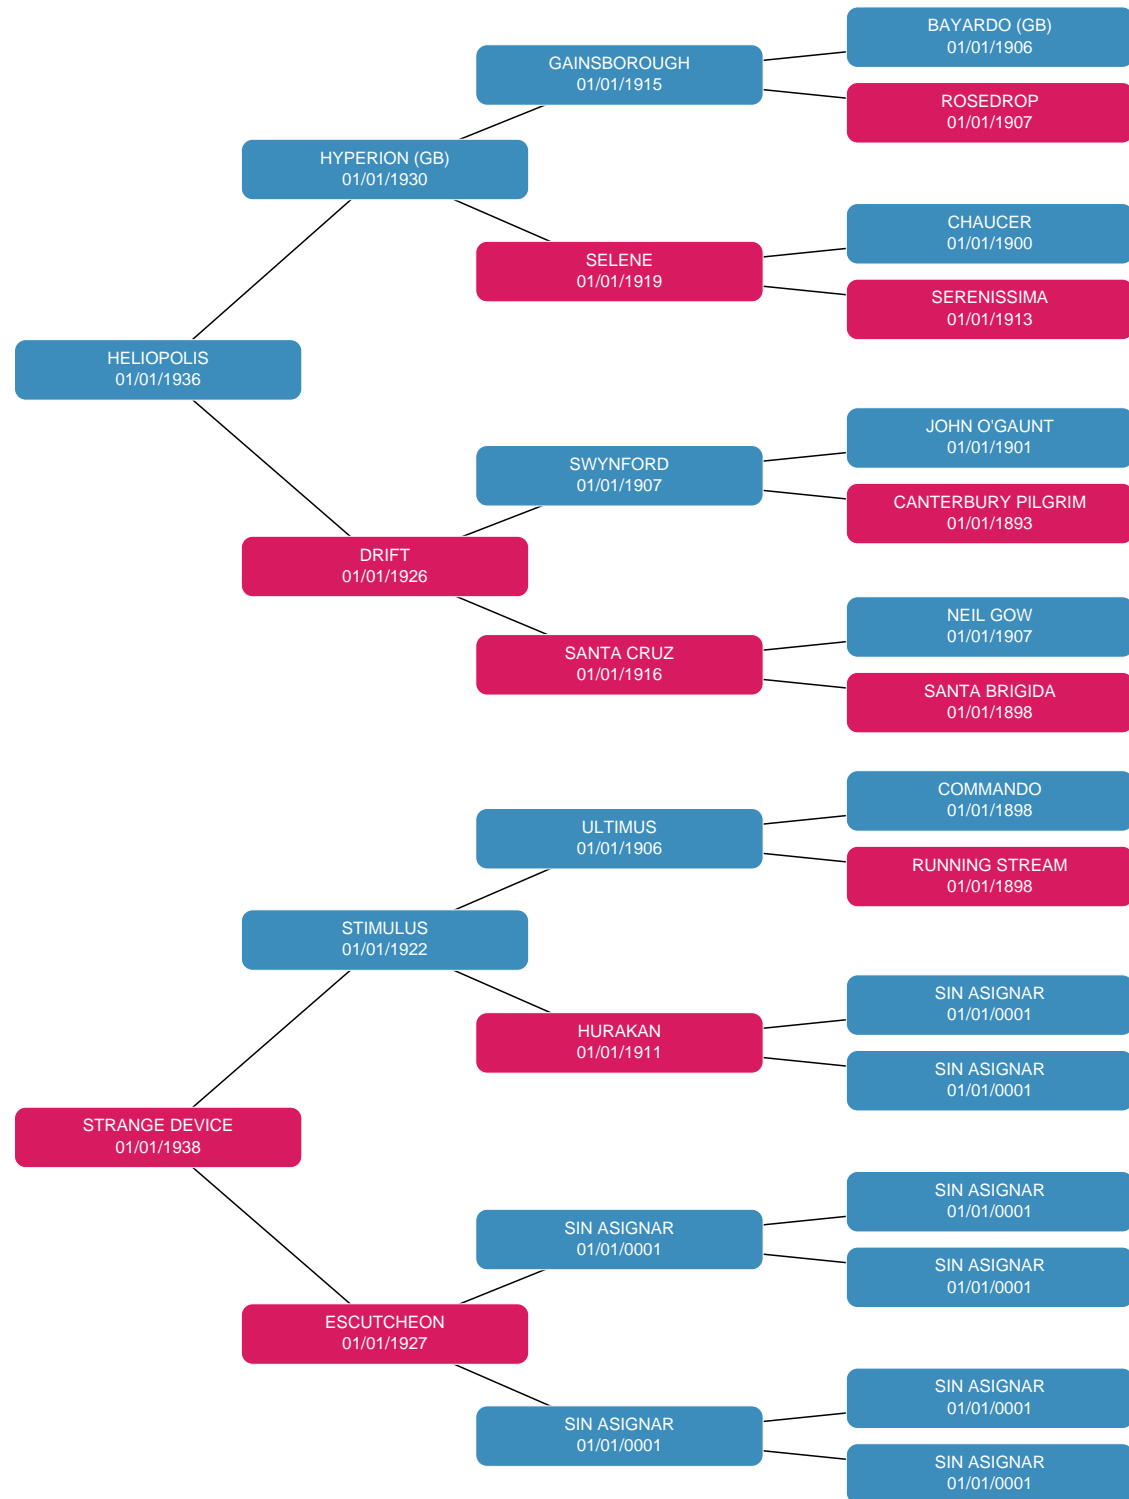 BAYARDO (GB)
01/01/1906
GAINSBOROUGH
01/01/1915
ROSEDROP
01/01/1907
HYPERION (GB)
01/01/1930
CHAUCER
01/01/1900
SELENE
01/01/1919
SERENISSIMA
01/01/1913
HELIOPOLIS
01/01/1936
JOHN O'GAUNT
01/01/1901
SWYNFORD
01/01/1907
CANTERBURY PILGRIM
01/01/1893
DRIFT
01/01/1926
NEIL GOW
01/01/1907
SANTA CRUZ
01/01/1916
SANTA BRIGIDA
01/01/1898
COMMANDO
01/01/1898
ULTIMUS
01/01/1906
RUNNING STREAM
01/01/1898
STIMULUS
01/01/1922
SIN ASIGNAR
01/01/0001
HURAKAN
01/01/1911
SIN ASIGNAR
01/01/0001
STRANGE DEVICE
01/01/1938
SIN ASIGNAR
01/01/0001
SIN ASIGNAR
01/01/0001
SIN ASIGNAR
01/01/0001
ESCUTCHEON
01/01/1927
SIN ASIGNAR
01/01/0001
SIN ASIGNAR
01/01/0001
SIN ASIGNAR
01/01/0001